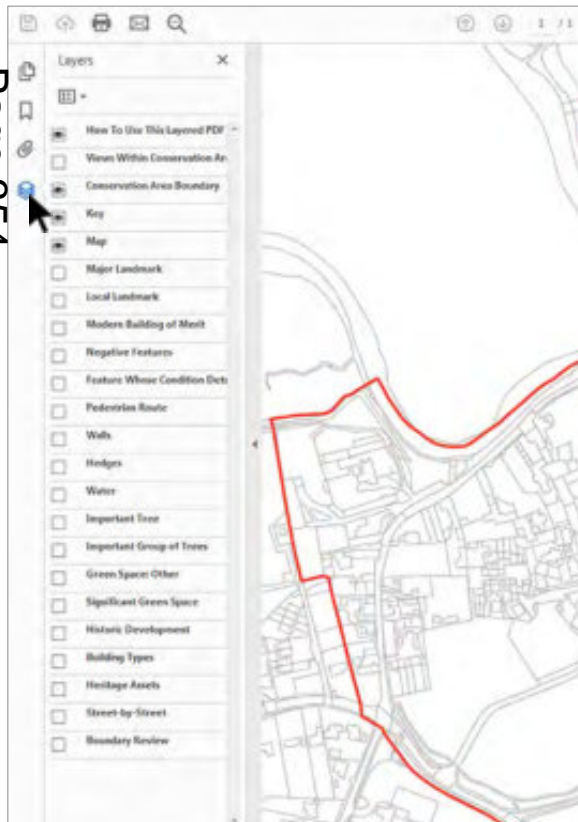 1 / 1
Layers
How To Use This Layered PDF
Views Within Conservation Ar
Conservation Area Boundary
Key
Map
Major Landmark
Local Landmark
Modern Building of Merit
Negative Features
Feature Whose Condition Detr
Pedestrian Route
Walls
Hedges
Water
Important Tree
Important Group of Trees
Green Space: Other
Significant Green Space
Historic Development
Building Types
Heritage Assets
Street-by-Street
Boundary Review